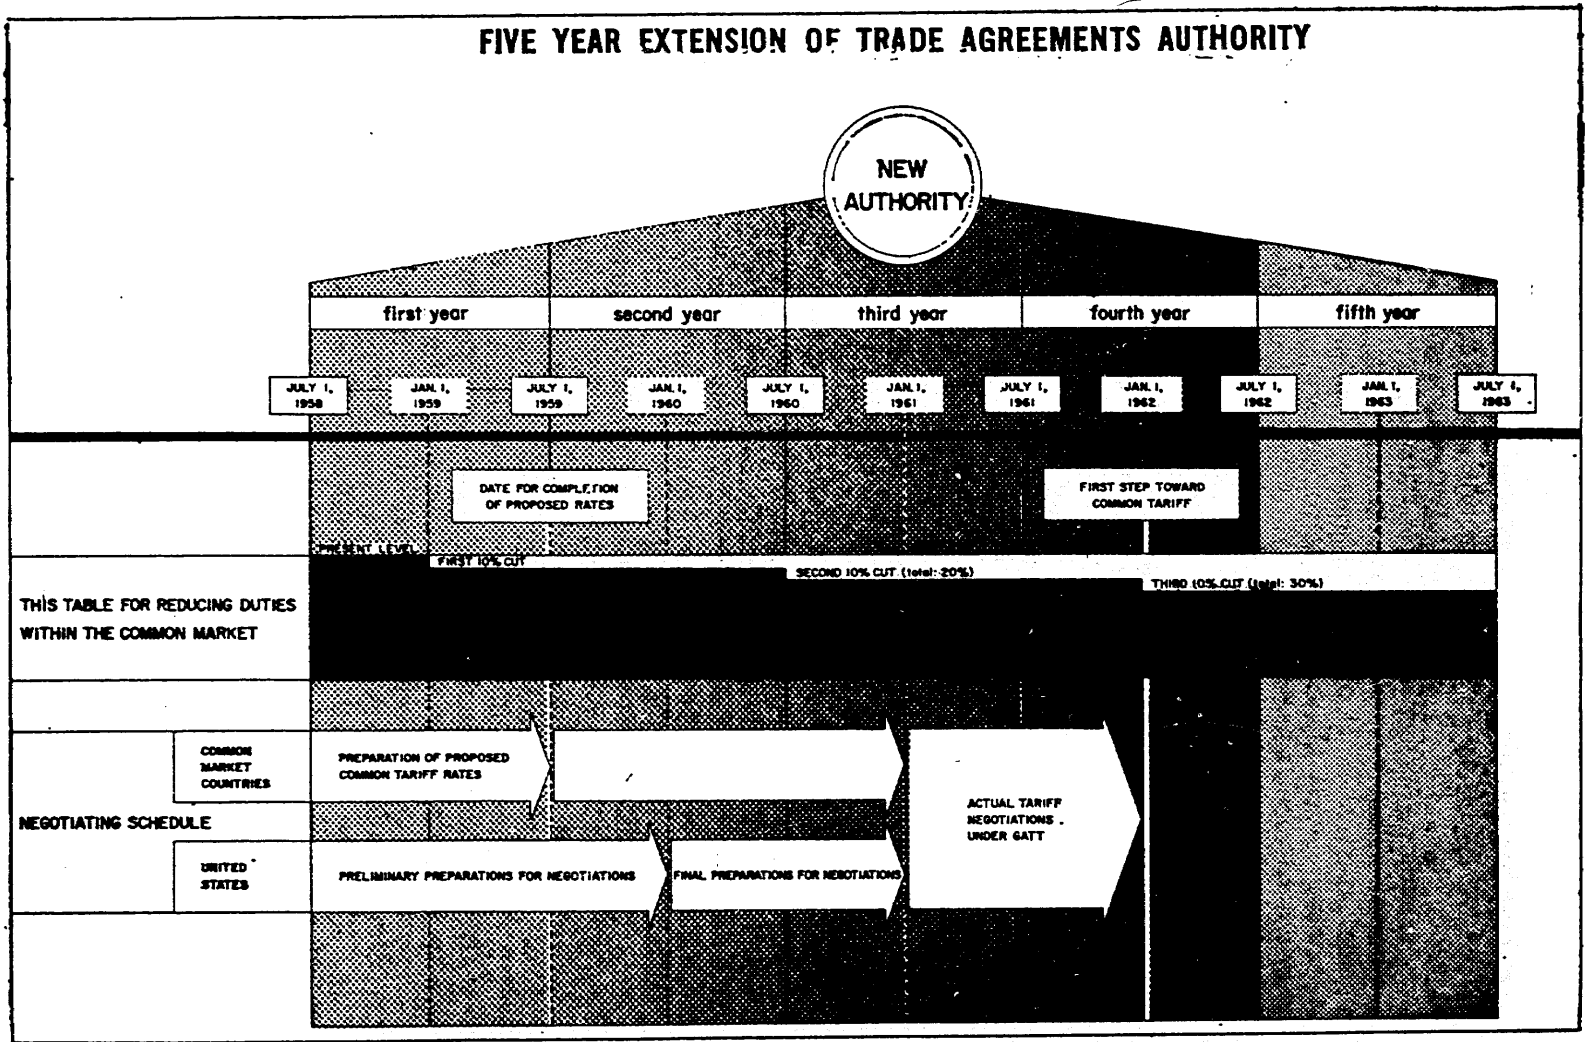 FIVE YEAR EXTENSION OF TRADE AGREEMENTS AUTHORITY
NEW
AUTHORITY
first year
second year
third year
fourth year
fifth year
JULY 1,
1958
JAN. 1,
1959
JULY 1,
1959
JAN. 1,
1960
JULY 1,
1960
JAN. 1,
1961
JULY 1,
1961
JAN. 1,
1962
JULY 1,
1962
JAN. 1,
1963
JULY 1,
1963
DATE FOR COMPLETION
OF PROPOSED RATES
FIRST STEP TOWARD
COMMON TARIFF
PRESENT LEVEL
FIRST 10% CUT
SECOND 10% CUT (total: 20%)
THIRD 10% CUT (total: 30%)
THIS TABLE FOR REDUCING DUTIES
WITHIN THE COMMON MARKET
COMMON
MARKET
COUNTRIES
PREPARATION OF PROPOSED
COMMON TARIFF RATES
NEGOTIATING SCHEDULE
ACTUAL TARIFF
NEGOTIATIONS
UNDER GATT
UNITED
STATES
PRELIMINARY PREPARATIONS FOR NEGOTIATIONS
FINAL PREPARATIONS FOR NEGOTIATIONS